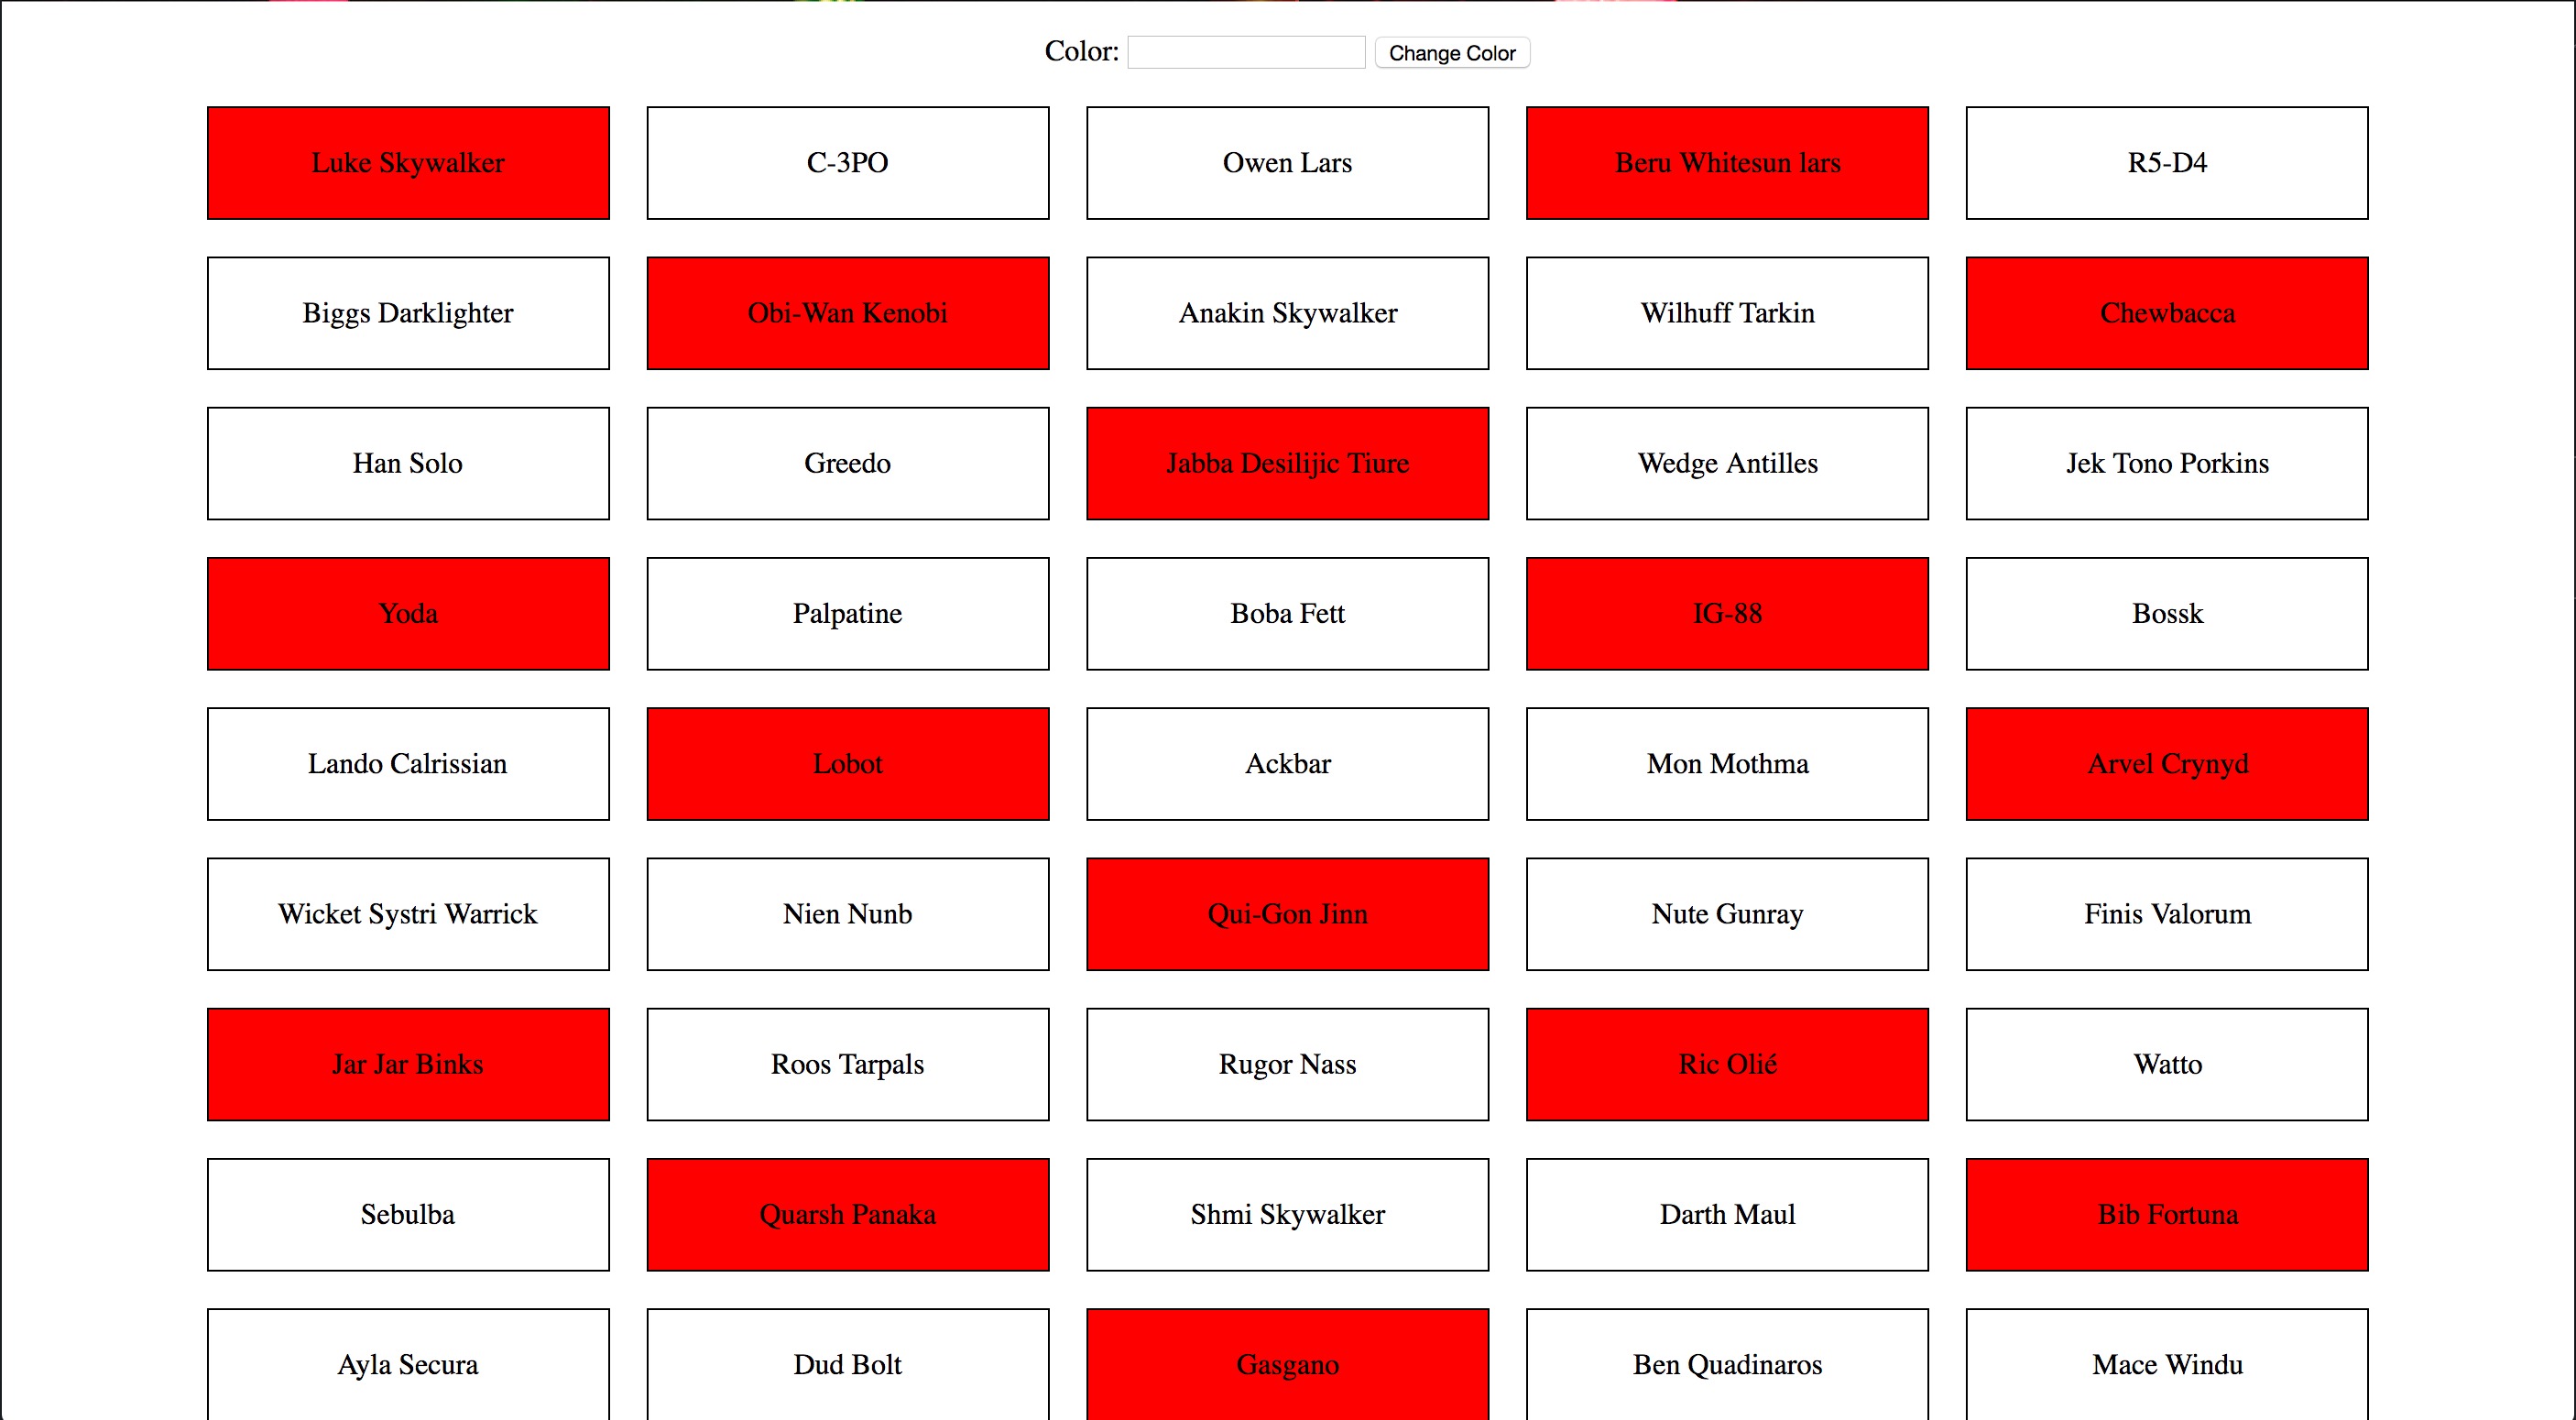 Color: Change Color
Luke Skywalker C-3PO Owen Lars Beru Whitesun lars R5-D4
Biggs Darklighter Obi-Wan Kenobi Anakin Skywalker Wilhuff Tarkin Chewbacca
Han Solo Greedo Jabba Desilijic Tiure Wedge Antilles Jek Tono Porkins
Yoda Palpatine Boba Fett IG-88 Bossk
Lando Calrissian Lobot Ackbar Mon Mothma Arvel Crynyd
Wicket Systri Warrick Nien Nunb Qui-Gon Jinn Nute Gunray Finis Valorum
Jar Jar Binks Roos Tarpals Rugor Nass Ric Olié Watto
Sebulba Quarsh Panaka Shmi Skywalker Darth Maul Bib Fortuna
Ayla Secura Dud Bolt Gasgano Ben Quadinaros Mace Windu